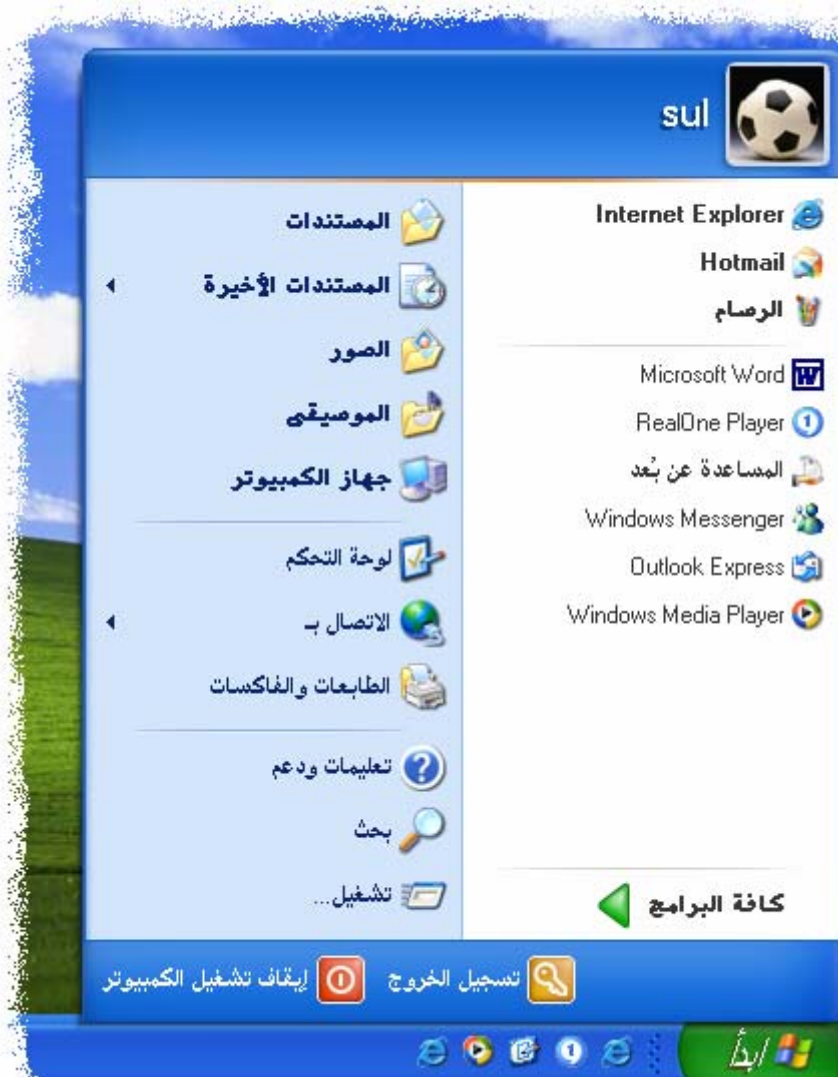 sul
Internet Explorer
Hotmail
الرسام
Microsoft Word
RealOne Player
المساعدة عن بُعد
Windows Messenger
Outlook Express
Windows Media Player
كافة البرامج
المستندات
المستندات الأخيرة
الصور
الموسيقى
جهاز الكمبيوتر
لوحة التحكم
الاتصال بـ
الطابعات والفاكسات
تعليمات ودعم
بحث
تشغيل...
تسجيل الخروج
إيقاف تشغيل الكمبيوتر
ابدأ